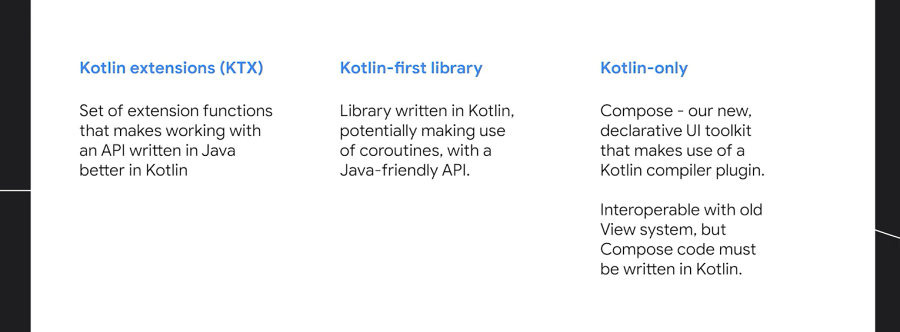 Kotlin extensions (KTX)
Set of extension functions
that makes working with
an API written in Java
better in Kotlin
Kotlin-first library
Library written in Kotlin,
potentially making use
of coroutines, with a
Java-friendly API.
Kotlin-only
Compose - our new,
declarative UI toolkit
that makes use of a
Kotlin compiler plugin.
Interoperable with old
View system, but
Compose code must
be written in Kotlin.